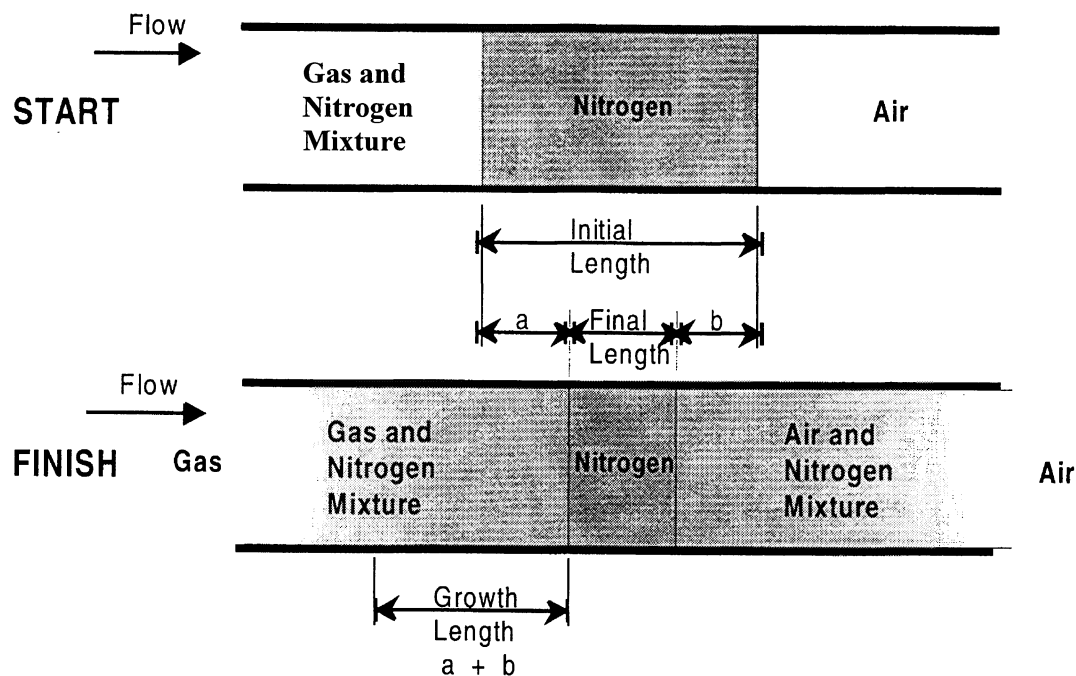 Flow
START
Gas and
Nitrogen
Mixture
Nitrogen
Air
Initial
Length
a
Final
Length
b
Flow
FINISH
Gas
Gas and
Nitrogen
Mixture
Nitrogen
Air and
Nitrogen
Mixture
Air
Growth
Length
a + b